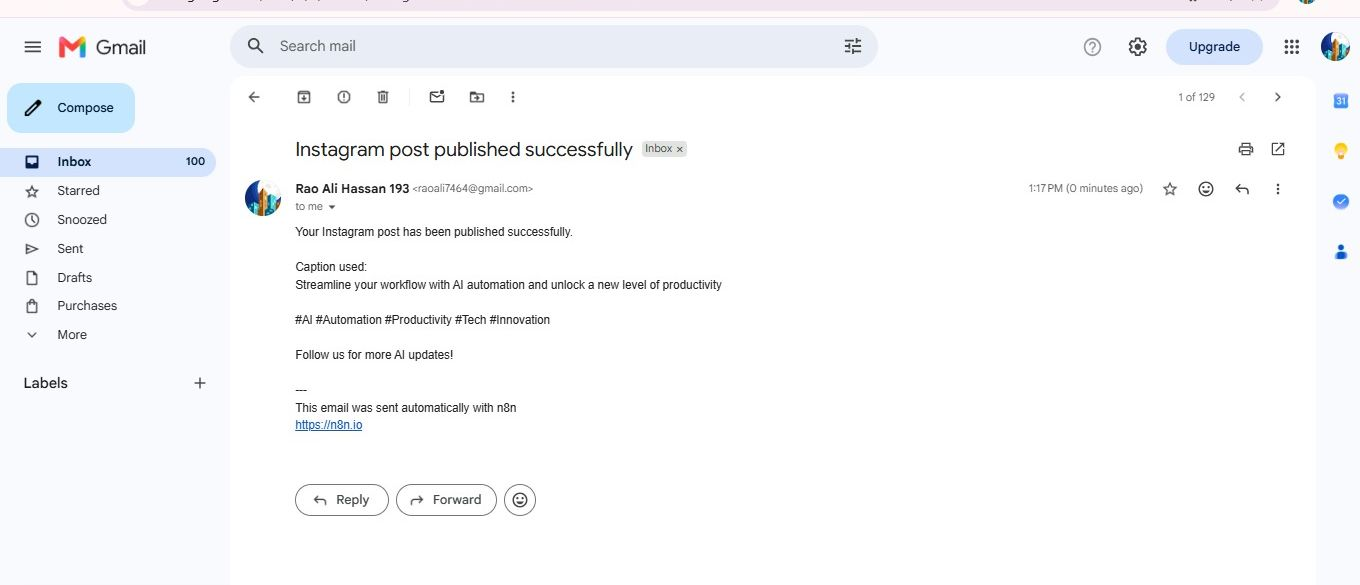 Gmail
Search mail
Upgrade
Compose
1 of 129
Inbox 100
Starred
Snoozed
Sent
Drafts
Purchases
More
Labels
Instagram post published successfully Inbox ×
Rao Ali Hassan 193 <raoali7464@gmail.com> 1:17 PM (0 minutes ago)
to me
Your Instagram post has been published successfully.
Caption used:
Streamline your workflow with AI automation and unlock a new level of productivity
#AI #Automation #Productivity #Tech #Innovation
Follow us for more AI updates!
---
This email was sent automatically with n8n
https://n8n.io
Reply Forward
31